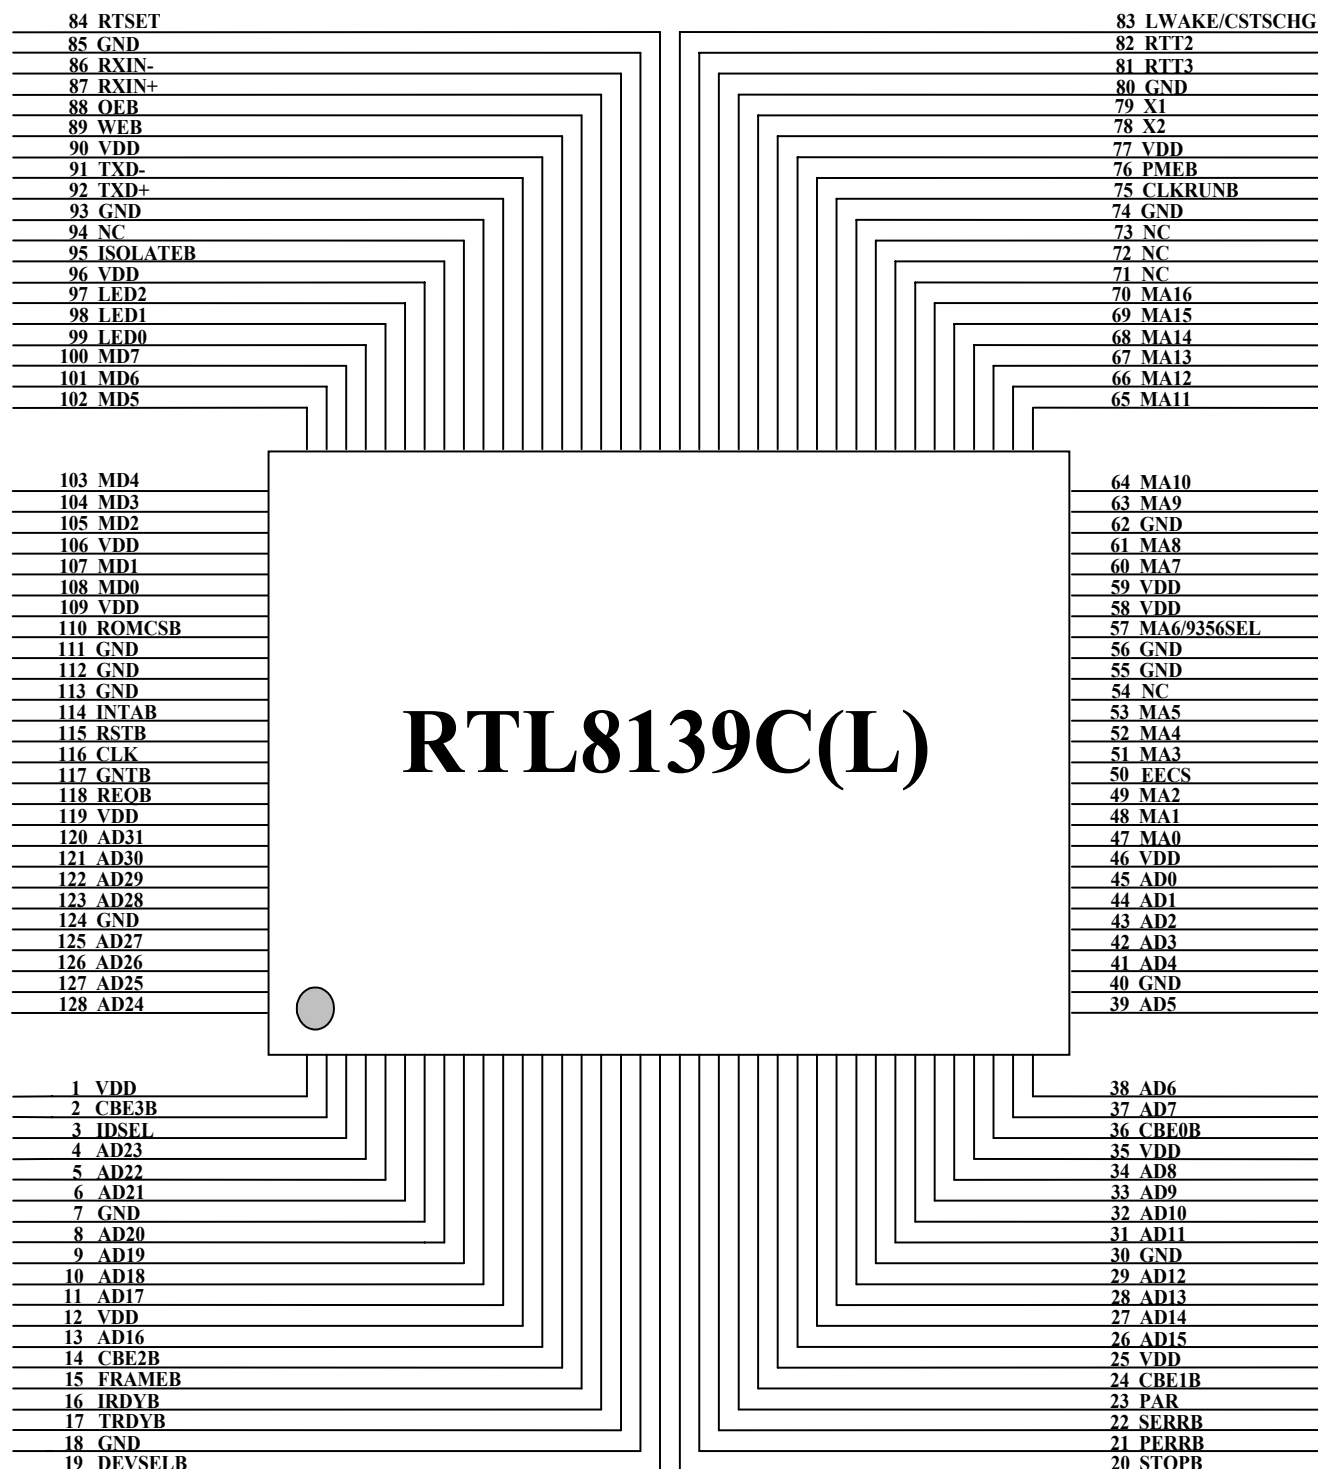 84 RTSET
85 GND
86 RXIN-
87 RXIN+
88 OEB
89 WEB
90 VDD
91 TXD-
92 TXD+
93 GND
94 NC
95 ISOLATEB
96 VDD
97 LED2
98 LED1
99 LED0
100 MD7
101 MD6
102 MD5
83 LWAKE/CSTSCHG
82 RTT2
81 RTT3
80 GND
79 X1
78 X2
77 VDD
76 PMEB
75 CLKRUNB
74 GND
73 NC
72 NC
71 NC
70 MA16
69 MA15
68 MA14
67 MA13
66 MA12
65 MA11
103 MD4
104 MD3
105 MD2
106 VDD
107 MD1
108 MD0
109 VDD
110 ROMCSB
111 GND
112 GND
113 GND
114 INTAB
115 RSTB
116 CLK
117 GNTB
118 REQB
119 VDD
120 AD31
121 AD30
122 AD29
123 AD28
124 GND
125 AD27
126 AD26
127 AD25
128 AD24
RTL8139C(L)
64 MA10
63 MA9
62 GND
61 MA8
60 MA7
59 VDD
58 VDD
57 MA6/9356SEL
56 GND
55 GND
54 NC
53 MA5
52 MA4
51 MA3
50 EECS
49 MA2
48 MA1
47 MA0
46 VDD
45 AD0
44 AD1
43 AD2
42 AD3
41 AD4
40 GND
39 AD5
1 VDD
2 CBE3B
3 IDSEL
4 AD23
5 AD22
6 AD21
7 GND
8 AD20
9 AD19
10 AD18
11 AD17
12 VDD
13 AD16
14 CBE2B
15 FRAMEB
16 IRDYB
17 TRDYB
18 GND
19 DEVSELB
38 AD6
37 AD7
36 CBE0B
35 VDD
34 AD8
33 AD9
32 AD10
31 AD11
30 GND
29 AD12
28 AD13
27 AD14
26 AD15
25 VDD
24 CBE1B
23 PAR
22 SERRB
21 PERRB
20 STOPB